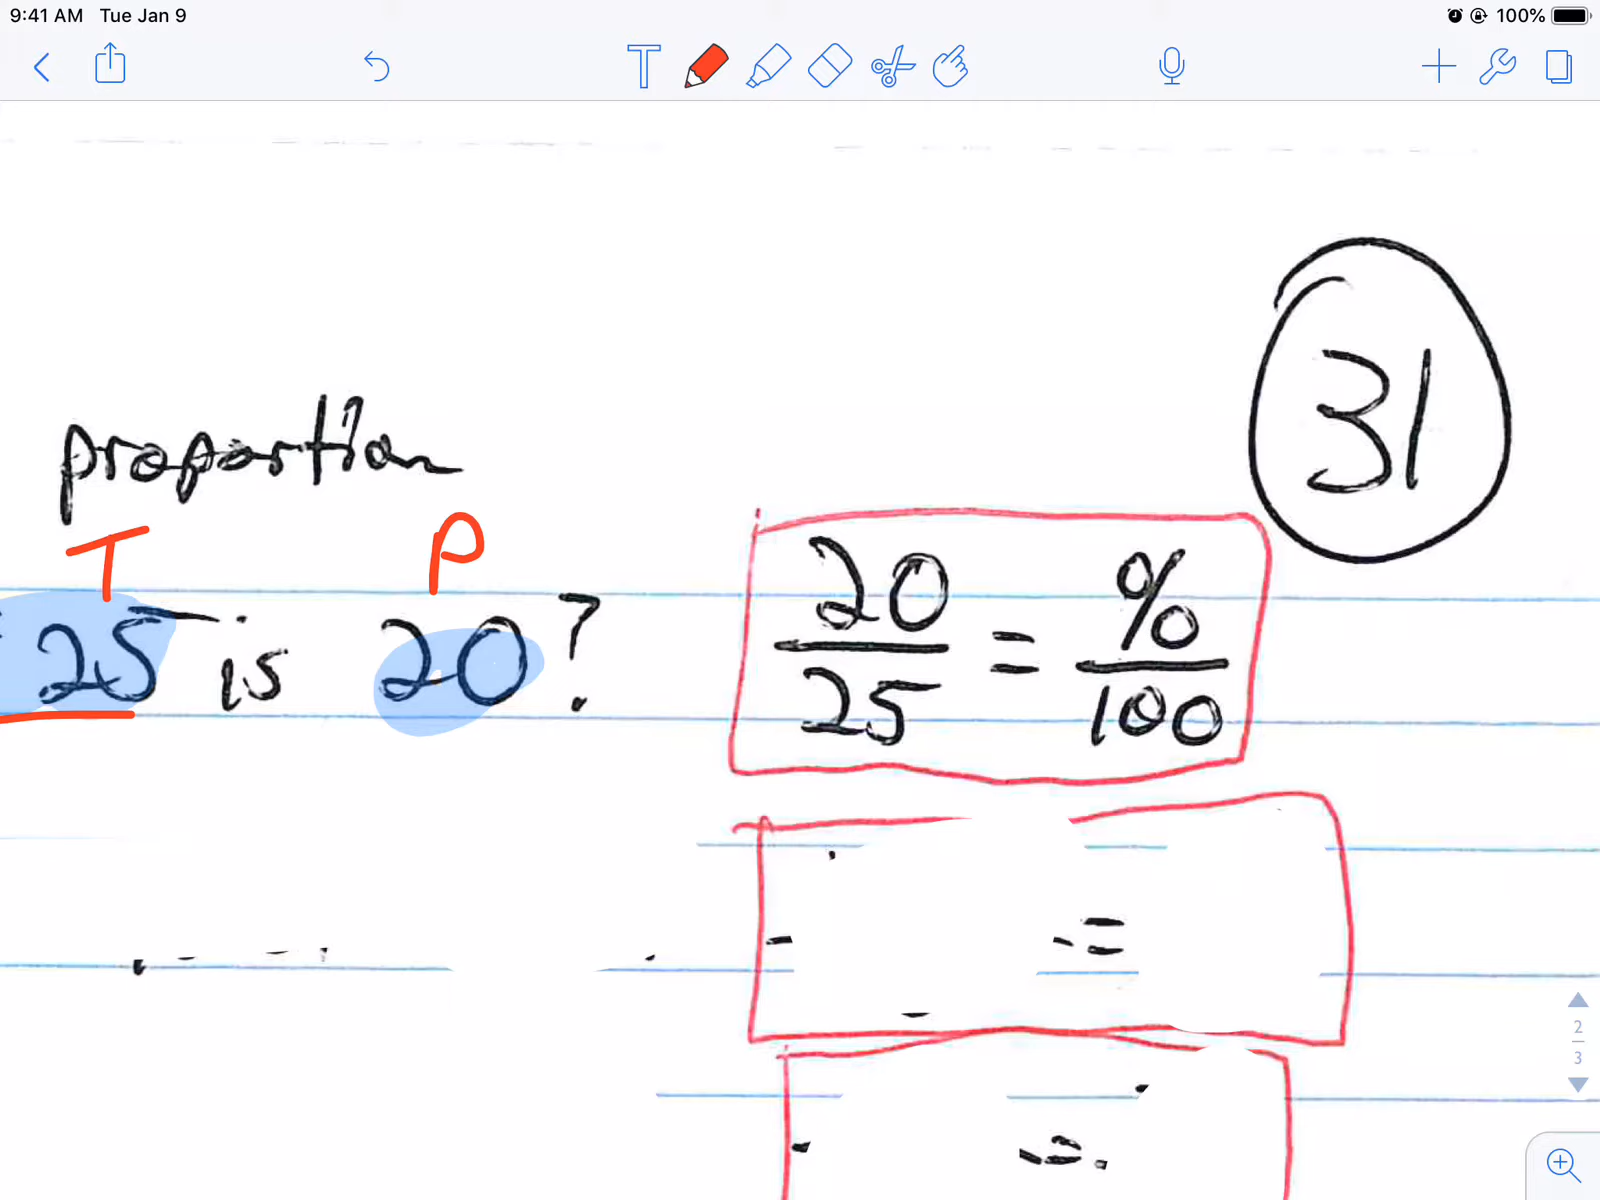 9:41 AM Tue Jan 9
100%
31
proportion
T P
25 is 20?
20/25 = %/100
=
=
2
3